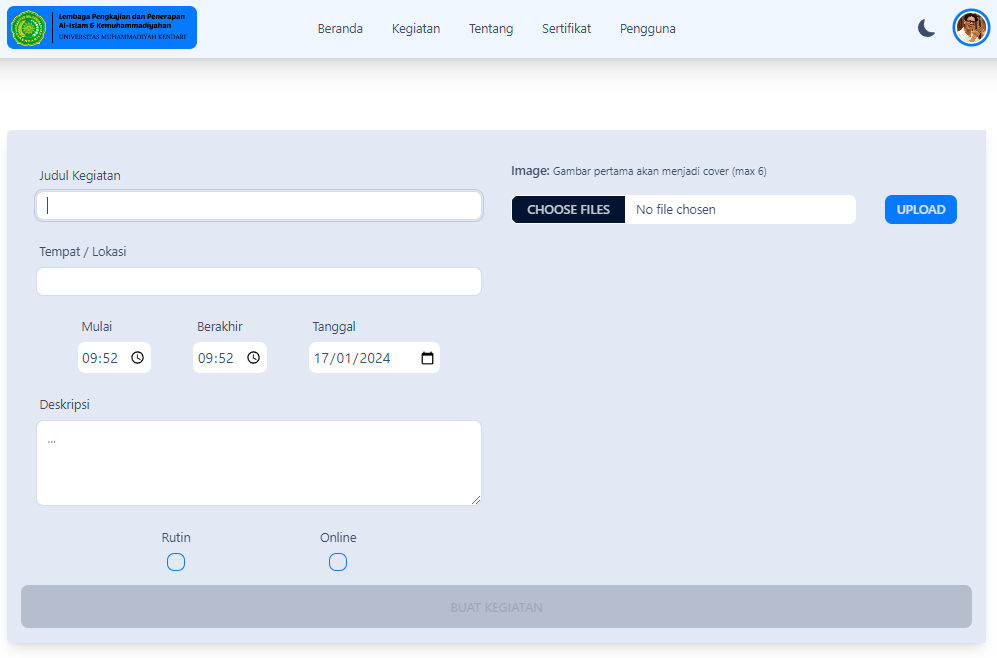 Lembaga Pengkajian dan Penerapan
Al-Islam & Kemuhammadiyahan
UNIVERSITAS MUHAMMADIYAH KENDARI
Beranda Kegiatan Tentang Sertifikat Pengguna
Judul Kegiatan
Tempat / Lokasi
Mulai Berakhir Tanggal
09:52 09:52 17/01/2024
Deskripsi
...
Rutin Online
Image: Gambar pertama akan menjadi cover (max 6)
CHOOSE FILES No file chosen UPLOAD
BUAT KEGIATAN